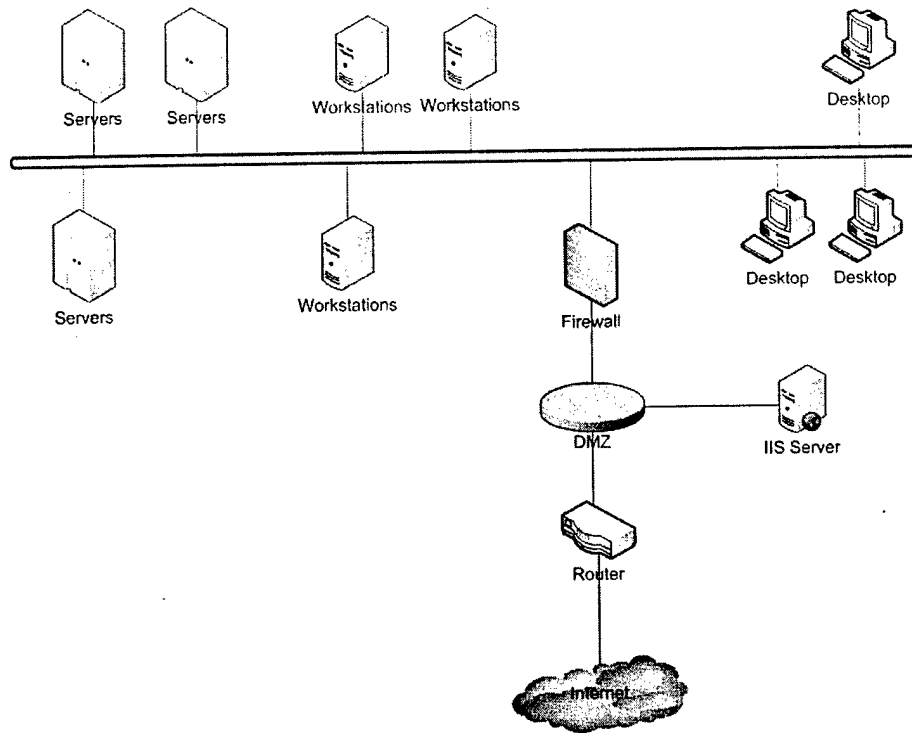 Servers
Servers
Workstations
Workstations
Desktop
Servers
Workstations
Firewall
Desktop
Desktop
DMZ
IIS Server
Router
Internet